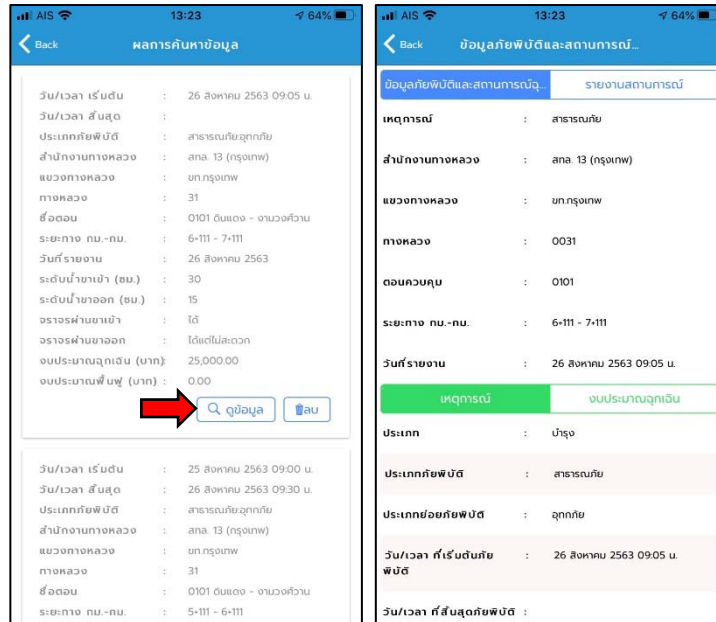 AIS 13:23 64%
Back ผลการค้นหาข้อมูล
วัน/เวลา เริ่มต้น : 26 สิงหาคม 2563 09:05 น.
วัน/เวลา สิ้นสุด :
ประเภทภัยพิบัติ : สาธารณภัย:อุทกภัย
สำนักงานทางหลวง : สทล. 13 (กรุงเทพ)
แขวงทางหลวง : ขท.กรุงเทพ
ทางหลวง : 31
ชื่อตอน : 0101 ดินแดง - งามวงศ์วาน
ระยะทาง กม.-กม. : 6+111 - 7+111
วันที่รายงาน : 26 สิงหาคม 2563
ระดับน้ำขาเข้า (ซม.) : 30
ระดับน้ำขาออก (ซม.) : 15
จราจรผ่านขาเข้า : ได้
จราจรผ่านขาออก : ได้แต่ไม่สะดวก
งบประมาณฉุกเฉิน (บาท): 25,000.00
งบประมาณฟื้นฟู (บาท) : 0.00
ดูข้อมูล ลบ
วัน/เวลา เริ่มต้น : 25 สิงหาคม 2563 09:00 น.
วัน/เวลา สิ้นสุด : 26 สิงหาคม 2563 09:30 น.
ประเภทภัยพิบัติ : สาธารณภัย:อุทกภัย
สำนักงานทางหลวง : สทล. 13 (กรุงเทพ)
แขวงทางหลวง : ขท.กรุงเทพ
ทางหลวง : 31
ชื่อตอน : 0101 ดินแดง - งามวงศ์วาน
ระยะทาง กม.-กม. : 5+111 - 6+111
AIS 13:23 64%
Back ข้อมูลภัยพิบัติและสถานการณ์...
ข้อมูลภัยพิบัติและสถานการณ์ฉุ... รายงานสถานการณ์
เหตุการณ์ : สาธารณภัย
สำนักงานทางหลวง : สทล. 13 (กรุงเทพ)
แขวงทางหลวง : ขท.กรุงเทพ
ทางหลวง : 0031
ตอนควบคุม : 0101
ระยะทาง กม.-กม. : 6+111 - 7+111
วันที่รายงาน : 26 สิงหาคม 2563 09:05 น.
เหตุการณ์ งบประมาณฉุกเฉิน
ประเภท : บำรุง
ประเภทภัยพิบัติ : สาธารณภัย
ประเภทย่อยภัยพิบัติ : อุทกภัย
วัน/เวลา ที่เริ่มต้นภัย : 26 สิงหาคม 2563 09:05 น.
พิบัติ
วัน/เวลา ที่สิ้นสุดภัยพิบัติ :